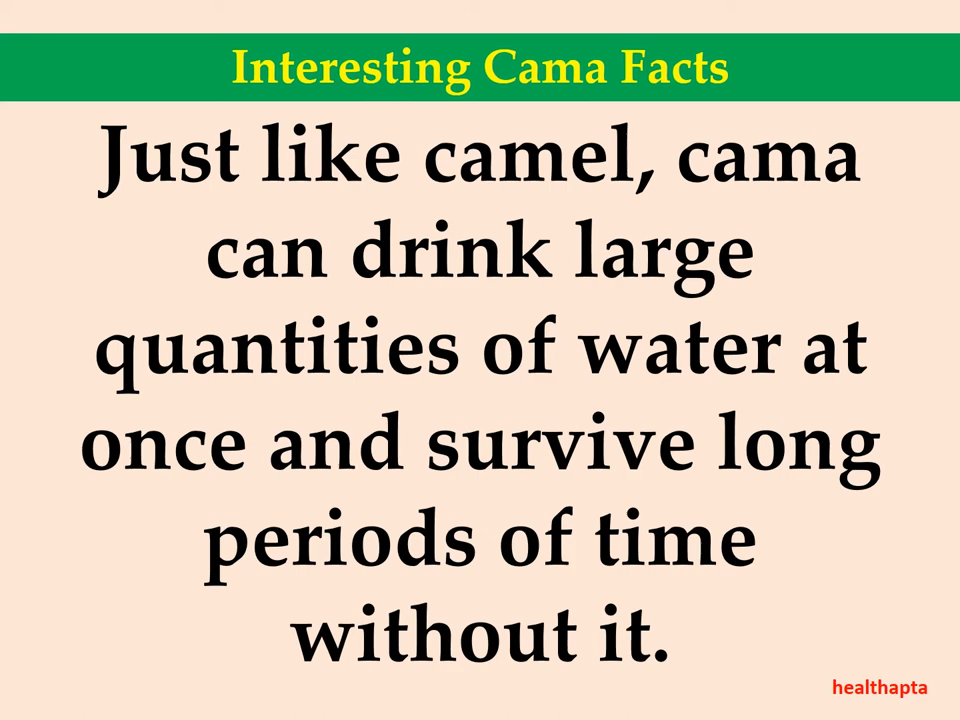 Interesting Cama Facts
Just like camel, cama
can drink large
quantities of water at
once and survive long
periods of time
without it.
healthapta